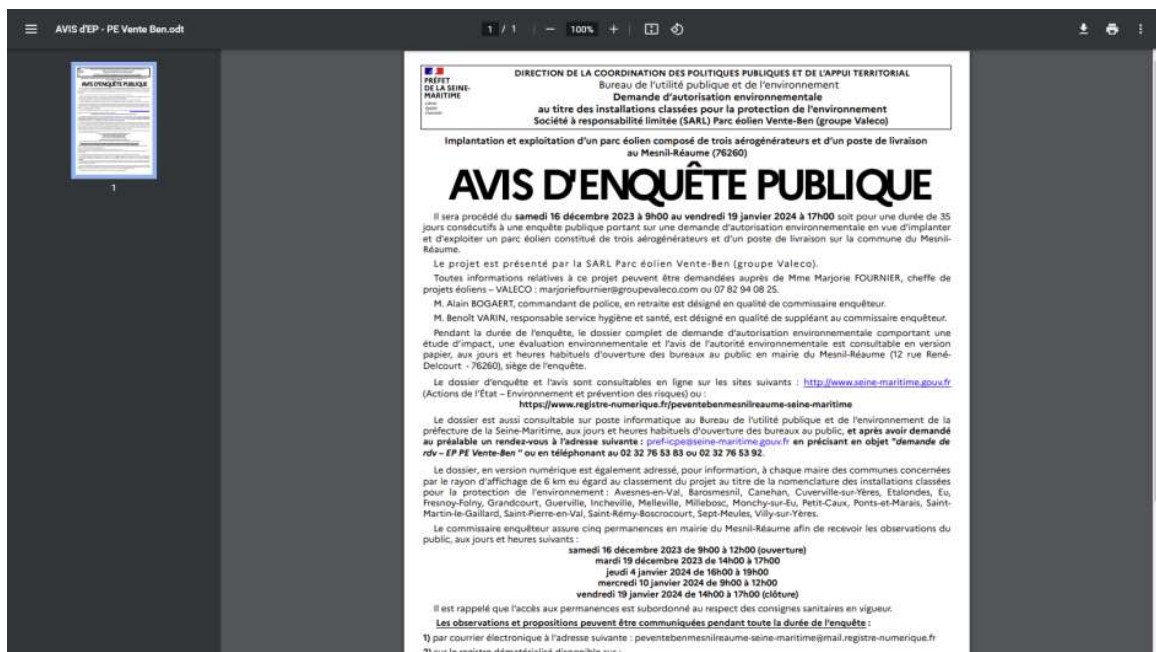 AVIS d'EP - PE Vente Ben.odt
1 / 1
100%
1
PRÉFET
DE LA SEINE-
MARITIME
Liberté
Égalité
Fraternité
DIRECTION DE LA COORDINATION DES POLITIQUES PUBLIQUES ET DE L'APPUI TERRITORIAL
Bureau de l'utilité publique et de l'environnement
Demande d'autorisation environnementale
au titre des installations classées pour la protection de l'environnement
Société à responsabilité limitée (SARL) Parc éolien Vente-Ben (groupe Valeco)
Implantation et exploitation d'un parc éolien composé de trois aérogénérateurs et d'un poste de livraison
au Mesnil-Réaume (76260)
AVIS D'ENQUÊTE PUBLIQUE
Il sera procédé du samedi 16 décembre 2023 à 9h00 au vendredi 19 janvier 2024 à 17h00 soit pour une durée de 35
jours consécutifs à une enquête publique portant sur une demande d'autorisation environnementale en vue d'implanter
et d'exploiter un parc éolien constitué de trois aérogénérateurs et d'un poste de livraison sur la commune du Mesnil-
Réaume.
Le projet est présenté par la SARL Parc éolien Vente-Ben (groupe Valeco).
Toutes informations relatives à ce projet peuvent être demandées auprès de Mme Marjorie FOURNIER, cheffe de
projets éoliens – VALECO : marjoriefournier@groupevaleco.com ou 07 82 94 08 25.
M. Alain BOGAERT, commandant de police, en retraite est désigné en qualité de commissaire enquêteur.
M. Benoît VARIN, responsable service hygiène et santé, est désigné en qualité de suppléant au commissaire enquêteur.
Pendant la durée de l'enquête, le dossier complet de demande d'autorisation environnementale comportant une
étude d'impact, une évaluation environnementale et l'avis de l'autorité environnementale est consultable en version
papier, aux jours et heures habituels d'ouverture des bureaux au public en mairie du Mesnil-Réaume (12 rue René-
Delcourt - 76260), siège de l'enquête.
Le dossier d'enquête et l'avis sont consultables en ligne sur les sites suivants : http://www.seine-maritime.gouv.fr
(Actions de l'État – Environnement et prévention des risques) ou :
https://www.registre-numerique.fr/peventebenmesnilreaume-seine-maritime
Le dossier est aussi consultable sur poste informatique au Bureau de l'utilité publique et de l'environnement de la
préfecture de la Seine-Maritime, aux jours et heures habituels d'ouverture des bureaux au public, et après avoir demandé
au préalable un rendez-vous à l'adresse suivante : pref-icpe@seine-maritime.gouv.fr en précisant en objet "demande de
rdv – EP PE Vente-Ben " ou en téléphonant au 02 32 76 53 83 ou 02 32 76 53 92.
Le dossier, en version numérique est également adressé, pour information, à chaque maire des communes concernées
par le rayon d'affichage de 6 km eu égard au classement du projet au titre de la nomenclature des installations classées
pour la protection de l'environnement : Avesnes-en-Val, Barosmesnil, Canehan, Cuverville-sur-Yères, Etalondes, Eu,
Fresnoy-Folny, Grandcourt, Guerville, Incheville, Melleville, Millebosc, Monchy-sur-Eu, Petit-Caux, Ponts-et-Marais, Saint-
Martin-le-Gaillard, Saint-Pierre-en-Val, Saint-Rémy-Boscrocourt, Sept-Meules, Villy-sur-Yères.
Le commissaire enquêteur assure cinq permanences en mairie du Mesnil-Réaume afin de recevoir les observations du
public, aux jours et heures suivants :
samedi 16 décembre 2023 de 9h00 à 12h00 (ouverture)
mardi 19 décembre 2023 de 14h00 à 17h00
jeudi 4 janvier 2024 de 16h00 à 19h00
mercredi 10 janvier 2024 de 9h00 à 12h00
vendredi 19 janvier 2024 de 14h00 à 17h00 (clôture)
Il est rappelé que l'accès aux permanences est subordonné au respect des consignes sanitaires en vigueur.
Les observations et propositions peuvent être communiquées pendant toute la durée de l'enquête :
1) par courrier électronique à l'adresse suivante : peventebenmesnilreaume-seine-maritime@mail.registre-numerique.fr
2) sur le registre dématérialisé disponible sur :